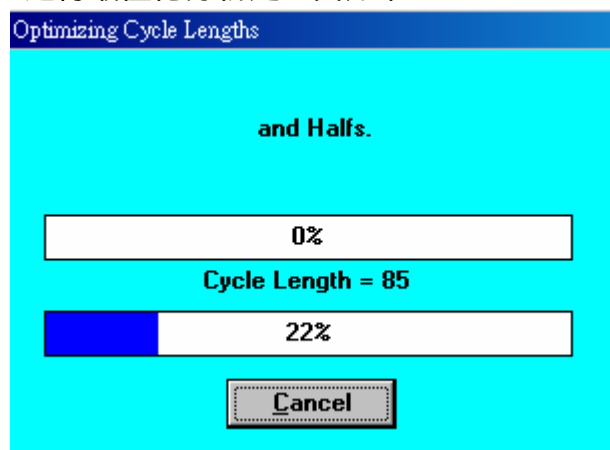 Optimizing Cycle Lengths
and Halfs.
0%
Cycle Length = 85
22%
Cancel